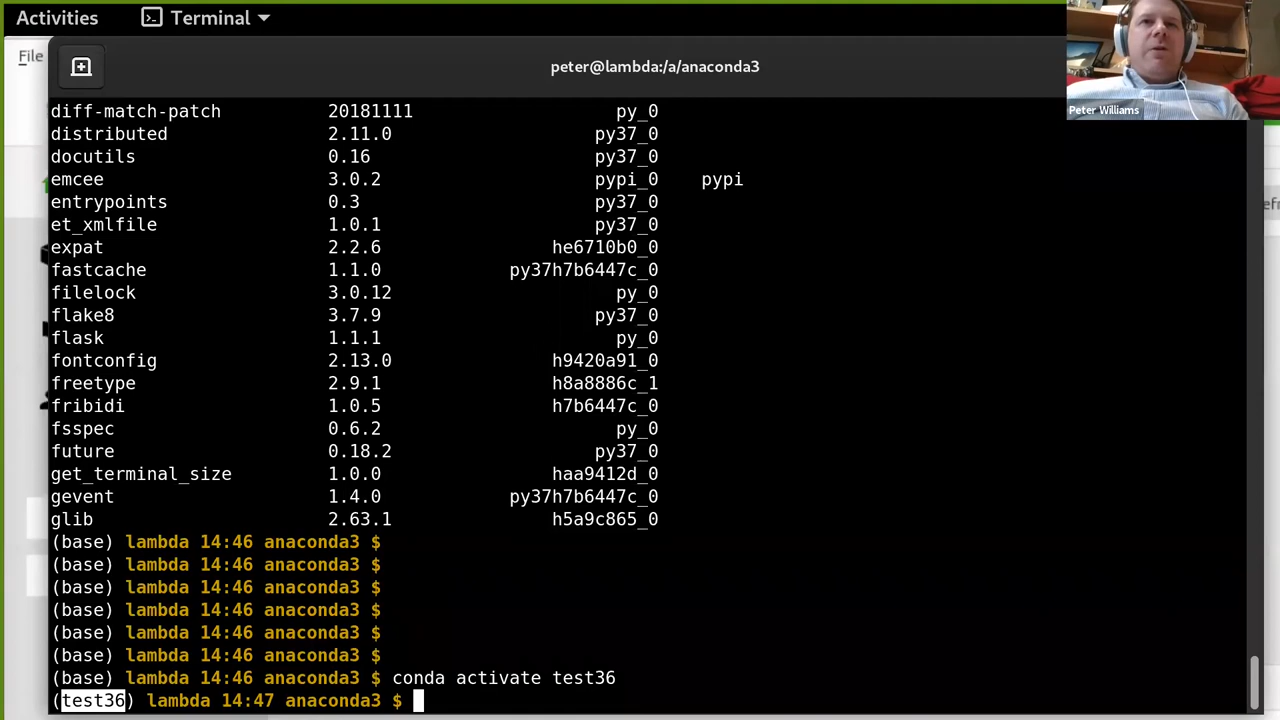 Activities Terminal
File
peter@lambda:/a/anaconda3
Peter Williams
diff-match-patch 20181111 py_0
distributed 2.11.0 py37_0
docutils 0.16 py37_0
emcee 3.0.2 pypi_0 pypi
entrypoints 0.3 py37_0
et_xmlfile 1.0.1 py37_0
expat 2.2.6 he6710b0_0
fastcache 1.1.0 py37h7b6447c_0
filelock 3.0.12 py_0
flake8 3.7.9 py37_0
flask 1.1.1 py_0
fontconfig 2.13.0 h9420a91_0
freetype 2.9.1 h8a8886c_1
fribidi 1.0.5 h7b6447c_0
fsspec 0.6.2 py_0
future 0.18.2 py37_0
get_terminal_size 1.0.0 haa9412d_0
gevent 1.4.0 py37h7b6447c_0
glib 2.63.1 h5a9c865_0
(base) lambda 14:46 anaconda3 $
(base) lambda 14:46 anaconda3 $
(base) lambda 14:46 anaconda3 $
(base) lambda 14:46 anaconda3 $
(base) lambda 14:46 anaconda3 $
(base) lambda 14:46 anaconda3 $
(base) lambda 14:46 anaconda3 $ conda activate test36
(test36) lambda 14:47 anaconda3 $